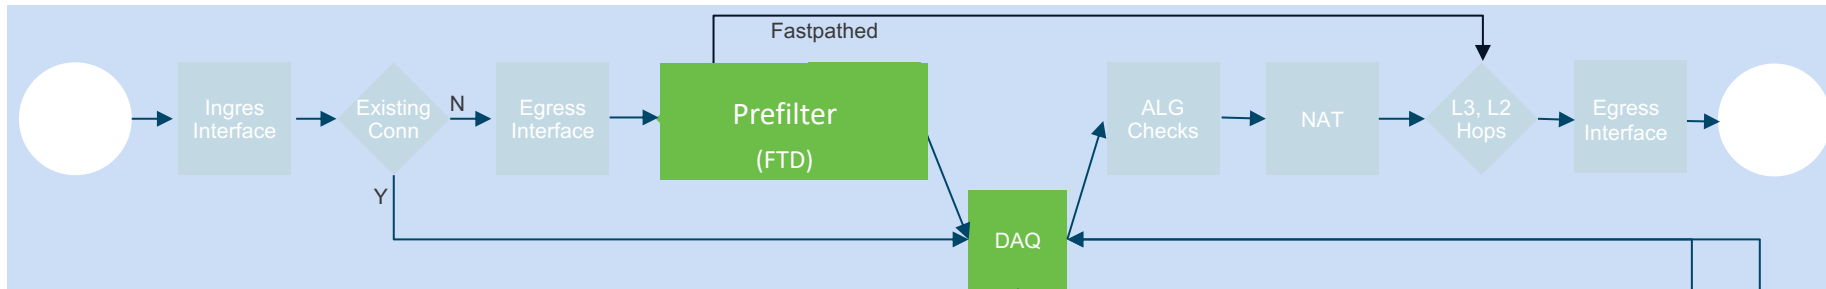 Fastpathed
Ingres
Interface
Existing
Conn
N
Y
Egress
Interface
Prefilter
(FTD)
DAQ
ALG
Checks
NAT
L3, L2
Hops
Egress
Interface